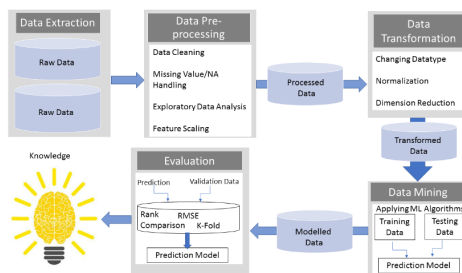 Data Extraction
Raw Data
Raw Data
Data Pre-
processing
Data Cleaning
Missing Value/NA
Handling
Exploratory Data Analysis
Feature Scaling
Processed
Data
Data
Transformation
Changing Datatype
Normalization
Dimension Reduction
Transformed
Data
Data Mining
Applying ML Algorithms
Training
Data
Testing
Data
Prediction Model
Modelled
Data
Evaluation
Prediction
Validation Data
Rank
Comparison
RMSE
K-Fold
Prediction Model
Knowledge